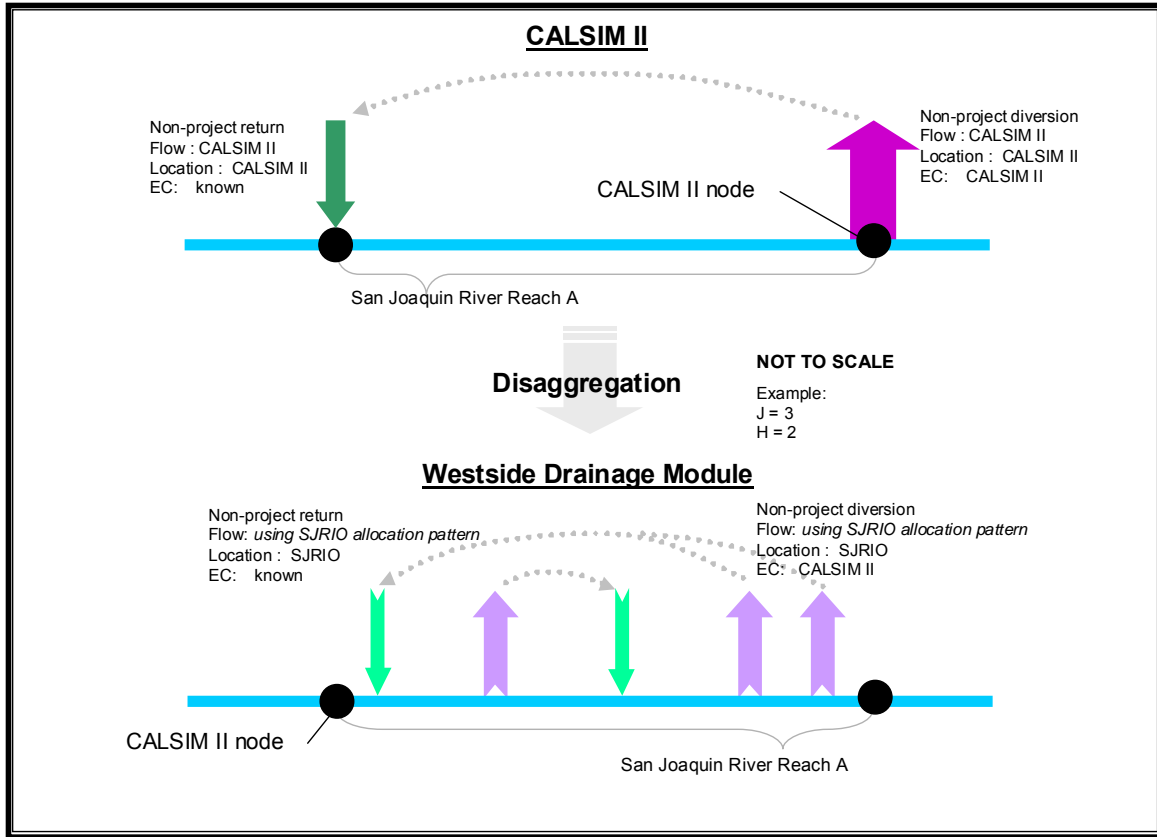 CALSIM II
Non-project return
Flow : CALSIM II
Location : CALSIM II
EC: known
Non-project diversion
Flow : CALSIM II
Location : CALSIM II
EC: CALSIM II
CALSIM II node
San Joaquin River Reach A
Disaggregation
NOT TO SCALE
Example:
J = 3
H = 2
Westside Drainage Module
Non-project return
Flow: using SJRIO allocation pattern
Location : SJRIO
EC: known
Non-project diversion
Flow: using SJRIO allocation pattern
Location : SJRIO
EC: CALSIM II
CALSIM II node
San Joaquin River Reach A